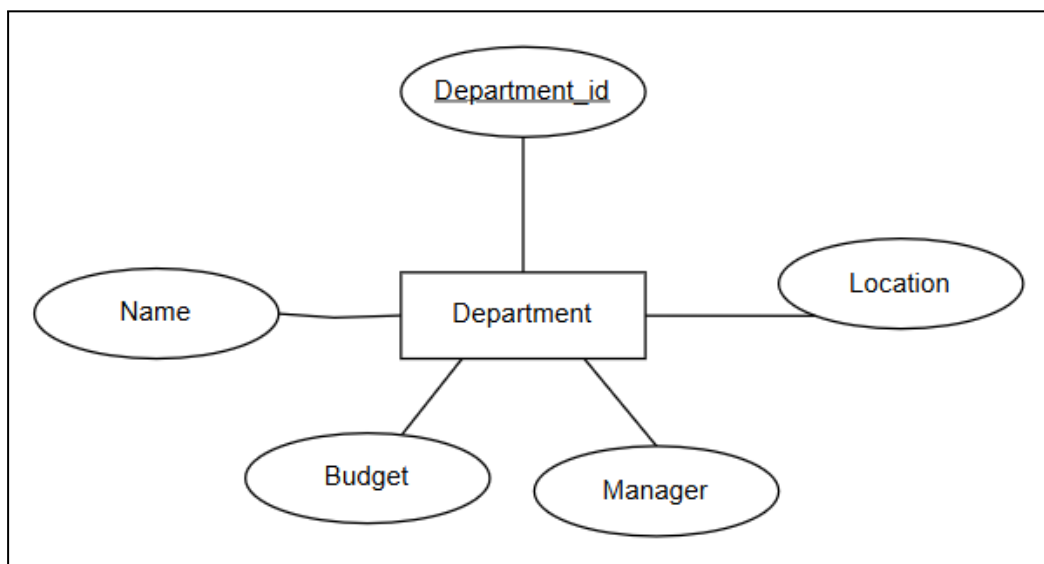 Department_id
Location
Name
Department
Budget
Manager